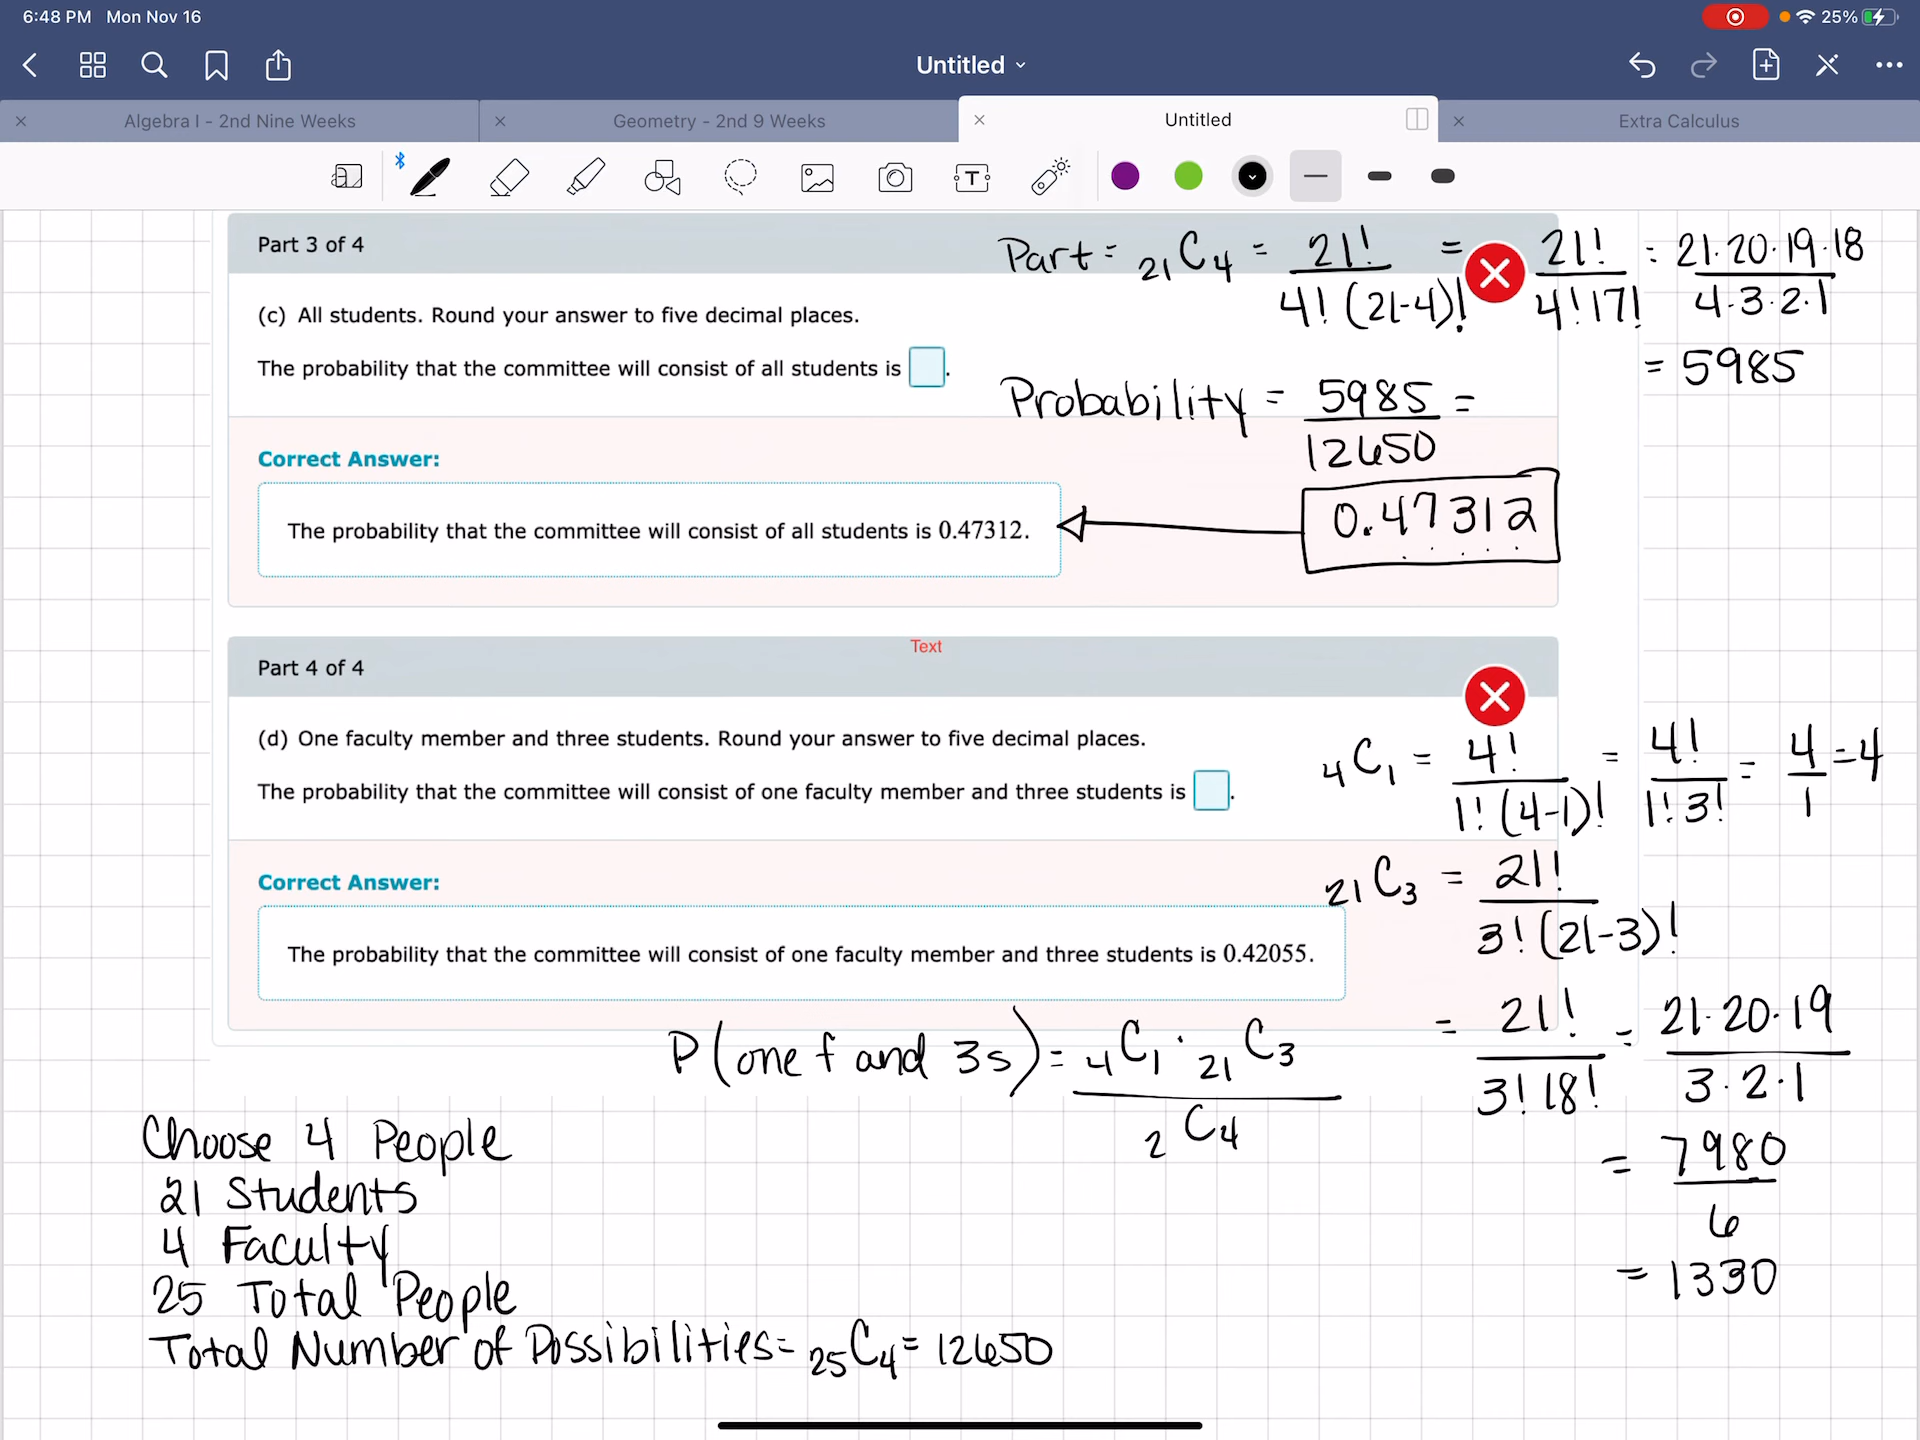 6:48 PM Mon Nov 16
25%
Untitled
Algebra I - 2nd Nine Weeks
Geometry - 2nd 9 Weeks
Untitled
Extra Calculus
Part 3 of 4
Part = ₂₁C₄ = 21! / 4!(21-4)! = 21! / 4!17! = 21·20·19·18 / 4·3·2·1
= 5985
(c) All students. Round your answer to five decimal places.
The probability that the committee will consist of all students is .
Probability = 5985 / 12650 =
0.47312
Correct Answer:
The probability that the committee will consist of all students is 0.47312.
Text
Part 4 of 4
(d) One faculty member and three students. Round your answer to five decimal places.
The probability that the committee will consist of one faculty member and three students is .
₄C₁ = 4! / 1!(4-1)! = 4! / 1!3! = 4 / 1 = 4
Correct Answer:
The probability that the committee will consist of one faculty member and three students is 0.42055.
₂₁C₃ = 21! / 3!(21-3)!
= 21! / 3!18! = 21·20·19 / 3·2·1
= 7980 / 6
= 1330
P(one f and 3s) = ₄C₁ · ₂₁C₃ / ₂C₄
Choose 4 People
21 Students
4 Faculty
25 Total People
Total Number of Possibilities = ₂₅C₄ = 12650